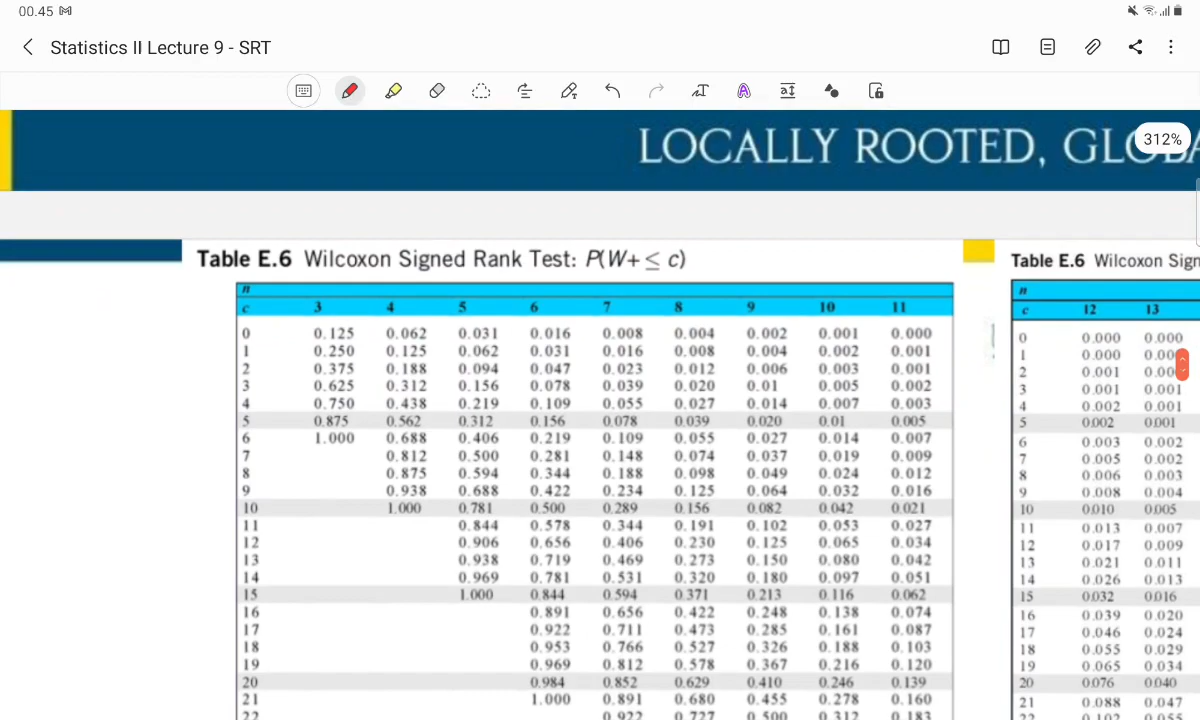 00.45
Statistics II Lecture 9 - SRT
LOCALLY ROOTED,
312%
Table E.6 Wilcoxon Signed Rank Test: P(W+ ≤ c)
n
c 3 4 5 6 7 8 9 10 11
0 0.125 0.062 0.031 0.016 0.008 0.004 0.002 0.001 0.000
1 0.250 0.125 0.062 0.031 0.016 0.008 0.004 0.002 0.001
2 0.375 0.188 0.094 0.047 0.023 0.012 0.006 0.003 0.001
3 0.625 0.312 0.156 0.078 0.039 0.020 0.01 0.005 0.002
4 0.750 0.438 0.219 0.109 0.055 0.027 0.014 0.007 0.003
5 0.875 0.562 0.312 0.156 0.078 0.039 0.020 0.01 0.005
6 1.000 0.688 0.406 0.219 0.109 0.055 0.027 0.014 0.007
7 0.812 0.500 0.281 0.148 0.074 0.037 0.019 0.009
8 0.875 0.594 0.344 0.188 0.098 0.049 0.024 0.012
9 0.938 0.688 0.422 0.234 0.125 0.064 0.032 0.016
10 1.000 0.781 0.500 0.289 0.156 0.082 0.042 0.021
11 0.844 0.578 0.344 0.191 0.102 0.053 0.027
12 0.906 0.656 0.406 0.230 0.125 0.065 0.034
13 0.938 0.719 0.469 0.273 0.150 0.080 0.042
14 0.969 0.781 0.531 0.320 0.180 0.097 0.051
15 1.000 0.844 0.594 0.371 0.213 0.116 0.062
16 0.891 0.656 0.422 0.248 0.138 0.074
17 0.922 0.711 0.473 0.285 0.161 0.087
18 0.953 0.766 0.527 0.326 0.188 0.103
19 0.969 0.812 0.578 0.367 0.216 0.120
20 0.984 0.852 0.629 0.410 0.246 0.139
21 1.000 0.891 0.680 0.455 0.278 0.160
22 0.922 0.727 0.500 0.312 0.183
Table E.6 Wilcoxon Sign
n
c 12 13
0 0.000 0.000
1 0.000
2 0.001
3 0.001 0.001
4 0.002 0.001
5 0.002 0.001
6 0.003 0.002
7 0.005 0.002
8 0.006 0.003
9 0.008 0.004
10 0.010 0.005
11 0.013 0.007
12 0.017 0.009
13 0.021 0.011
14 0.026 0.013
15 0.032 0.016
16 0.039 0.020
17 0.046 0.024
18 0.055 0.029
19 0.065 0.034
20 0.076 0.040
21 0.088 0.047
22 0.102 0.055